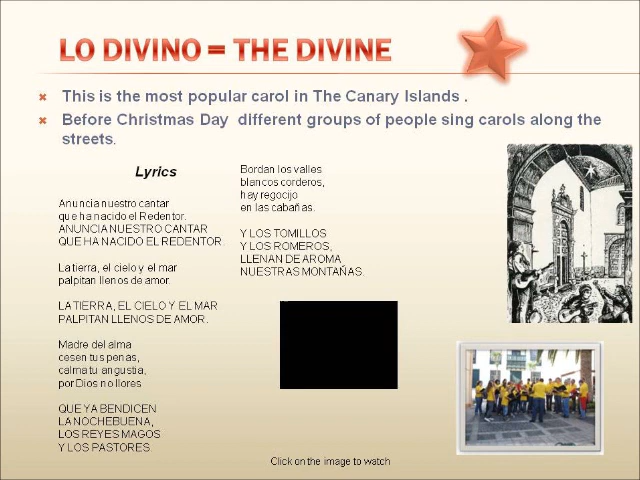 LO DIVINO = THE DIVINE
This is the most popular carol in The Canary Islands .
Before Christmas Day different groups of people sing carols along the
streets.
Lyrics
Anuncia nuestro cantar
que ha nacido el Redentor.
ANUNCIA NUESTRO CANTAR
QUE HA NACIDO EL REDENTOR.
La tierra, el cielo y el mar
palpitan llenos de amor.
LA TIERRA, EL CIELO Y EL MAR
PALPITAN LLENOS DE AMOR.
Madre del alma
cesen tus penas,
calma tu angustia,
por Dios no llores
QUE YA BENDICEN
LA NOCHEBUENA,
LOS REYES MAGOS
Y LOS PASTORES.
Bordan los valles
blancos corderos,
hay regocijo
en las cabañas.
Y LOS TOMILLOS
Y LOS ROMEROS,
LLENAN DE AROMA
NUESTRAS MONTAÑAS.
Click on the image to watch